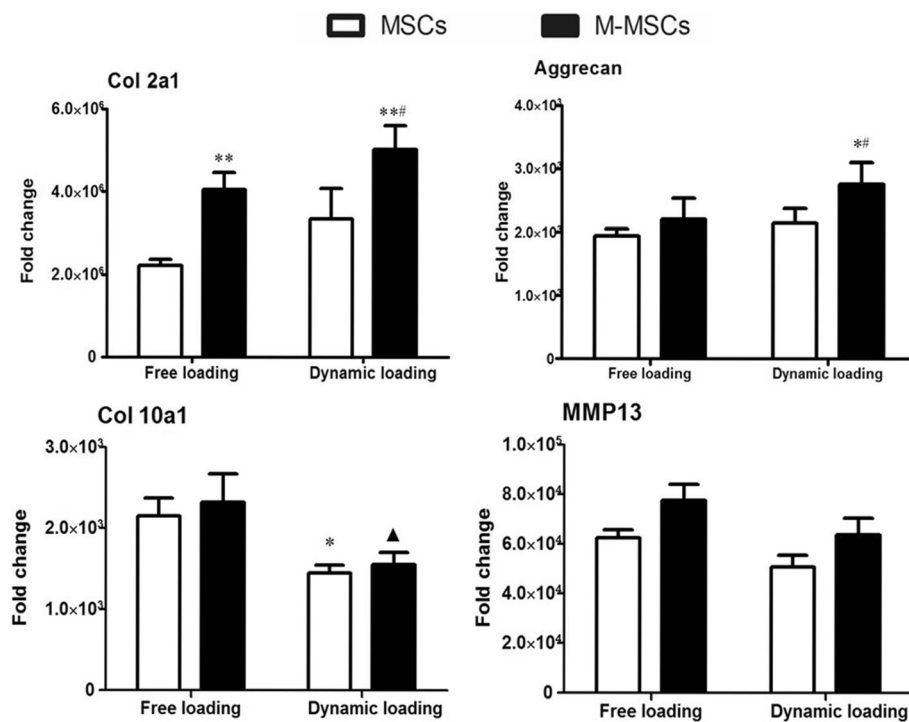 MSCs M-MSCs
Col 2a1
6.0×10⁶
4.0×10⁶
2.0×10⁶
0
Fold change
**
**#
Free loading Dynamic loading
Aggrecan
4.0×10³
3.0×10³
2.0×10³
1.0×10³
0
Fold change
*#
Free loading Dynamic loading
Col 10a1
3.0×10³
2.0×10³
1.0×10³
0
Fold change
*
▲
Free loading Dynamic loading
MMP13
1.0×10⁵
8.0×10⁴
6.0×10⁴
4.0×10⁴
2.0×10⁴
0
Fold change
Free loading Dynamic loading